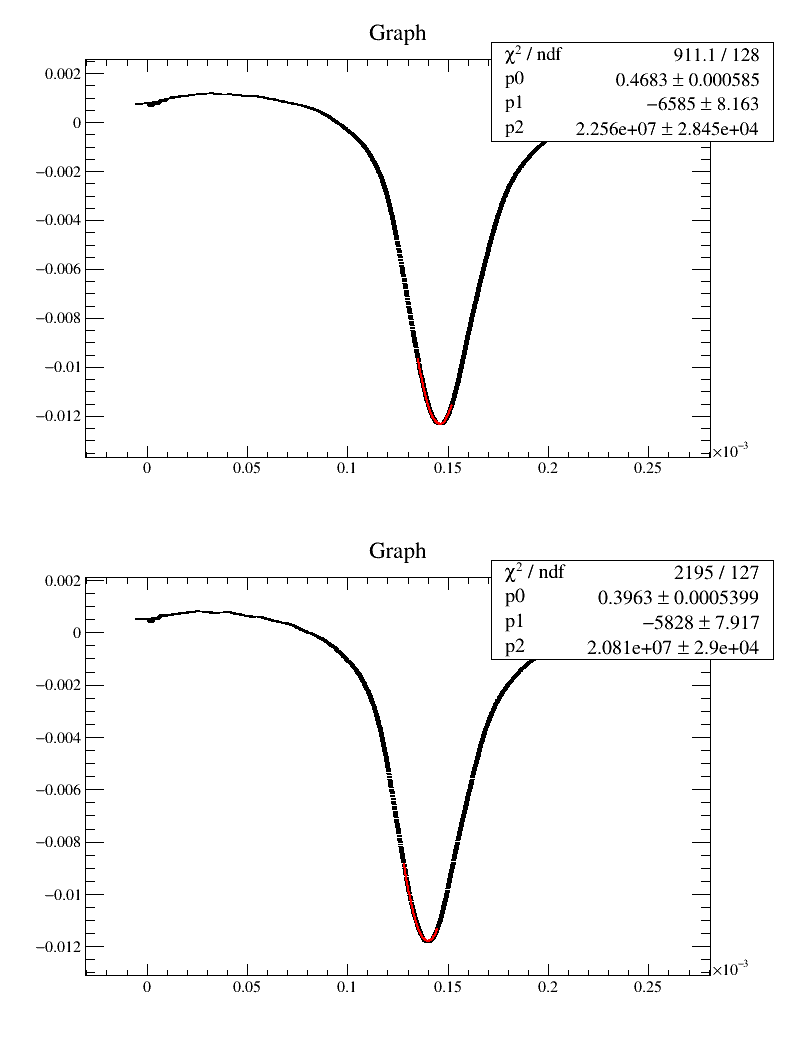 Graph
χ² / ndf 911.1 / 128
p0 0.4683 ± 0.000585
p1 −6585 ± 8.163
p2 2.256e+07 ± 2.845e+04
0.002
0
−0.002
−0.004
−0.006
−0.008
−0.01
−0.012
0 0.05 0.1 0.15 0.2 0.25
×10⁻³
Graph
χ² / ndf 2195 / 127
p0 0.3963 ± 0.0005399
p1 −5828 ± 7.917
p2 2.081e+07 ± 2.9e+04
0.002
0
−0.002
−0.004
−0.006
−0.008
−0.01
−0.012
0 0.05 0.1 0.15 0.2 0.25
×10⁻³